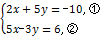 2x + 5y = −10, ①
5x-3y = 6, ②